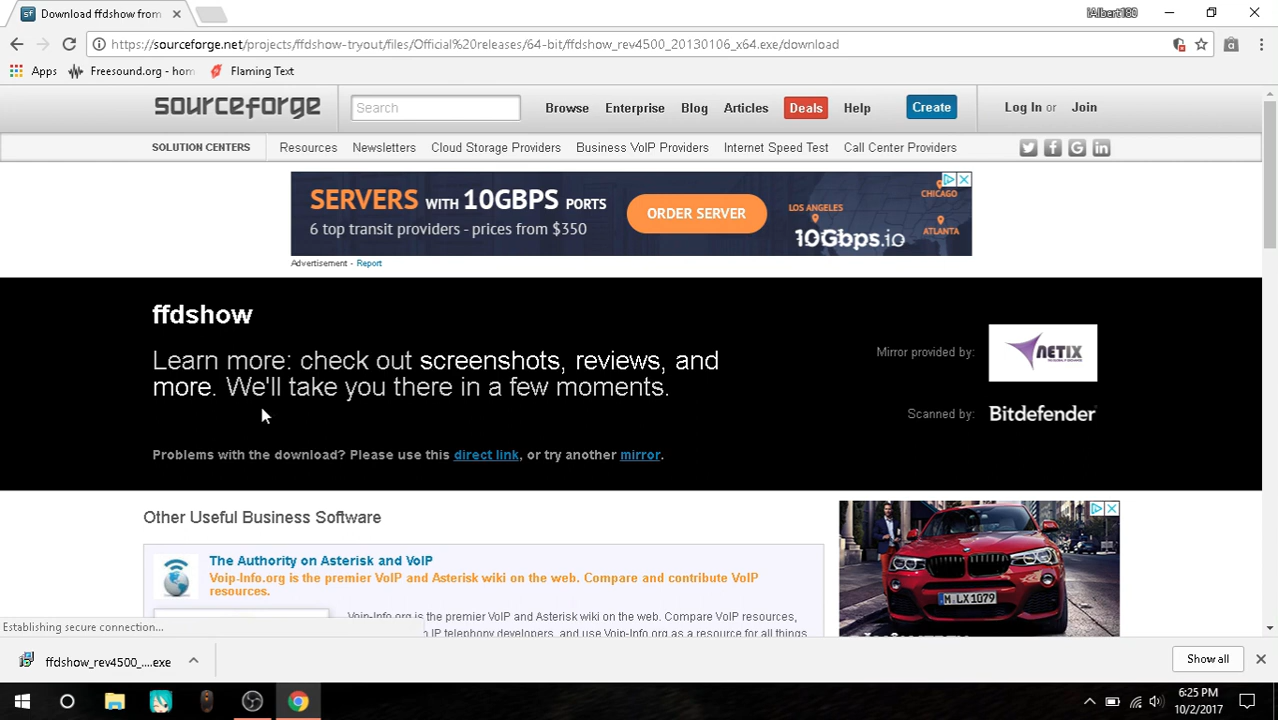 Download ffdshow from
iAlbert180
https://sourceforge.net/projects/ffdshow-tryout/files/Official%20releases/64-bit/ffdshow_rev4500_20130106_x64.exe/download
Apps
Freesound.org - hom
Flaming Text
sourceforge
Search
Browse
Enterprise
Blog
Articles
Deals
Help
Create
Log In or Join
SOLUTION CENTERS
Resources
Newsletters
Cloud Storage Providers
Business VoIP Providers
Internet Speed Test
Call Center Providers
SERVERS WITH 10GBPS PORTS
6 top transit providers - prices from $350
ORDER SERVER
CHICAGO
LOS ANGELES
ATLANTA
10Gbps.io
Advertisement - Report
ffdshow
Learn more: check out screenshots, reviews, and
more. We'll take you there in a few moments.
Mirror provided by:
NETIX
Scanned by:
Bitdefender
Problems with the download? Please use this direct link, or try another mirror.
Other Useful Business Software
The Authority on Asterisk and VoIP
Voip-Info.org is the premier VoIP and Asterisk wiki on the web. Compare and contribute VoIP
resources.
Voip-Info.org is the premier VoIP and Asterisk wiki on the web. Compare VoIP resources,
IP telephony developers, and use Voip-Info.org as a resource for all things
M LX 1079
Establishing secure connection...
ffdshow_rev4500_....exe
Show all
6:25 PM
10/2/2017